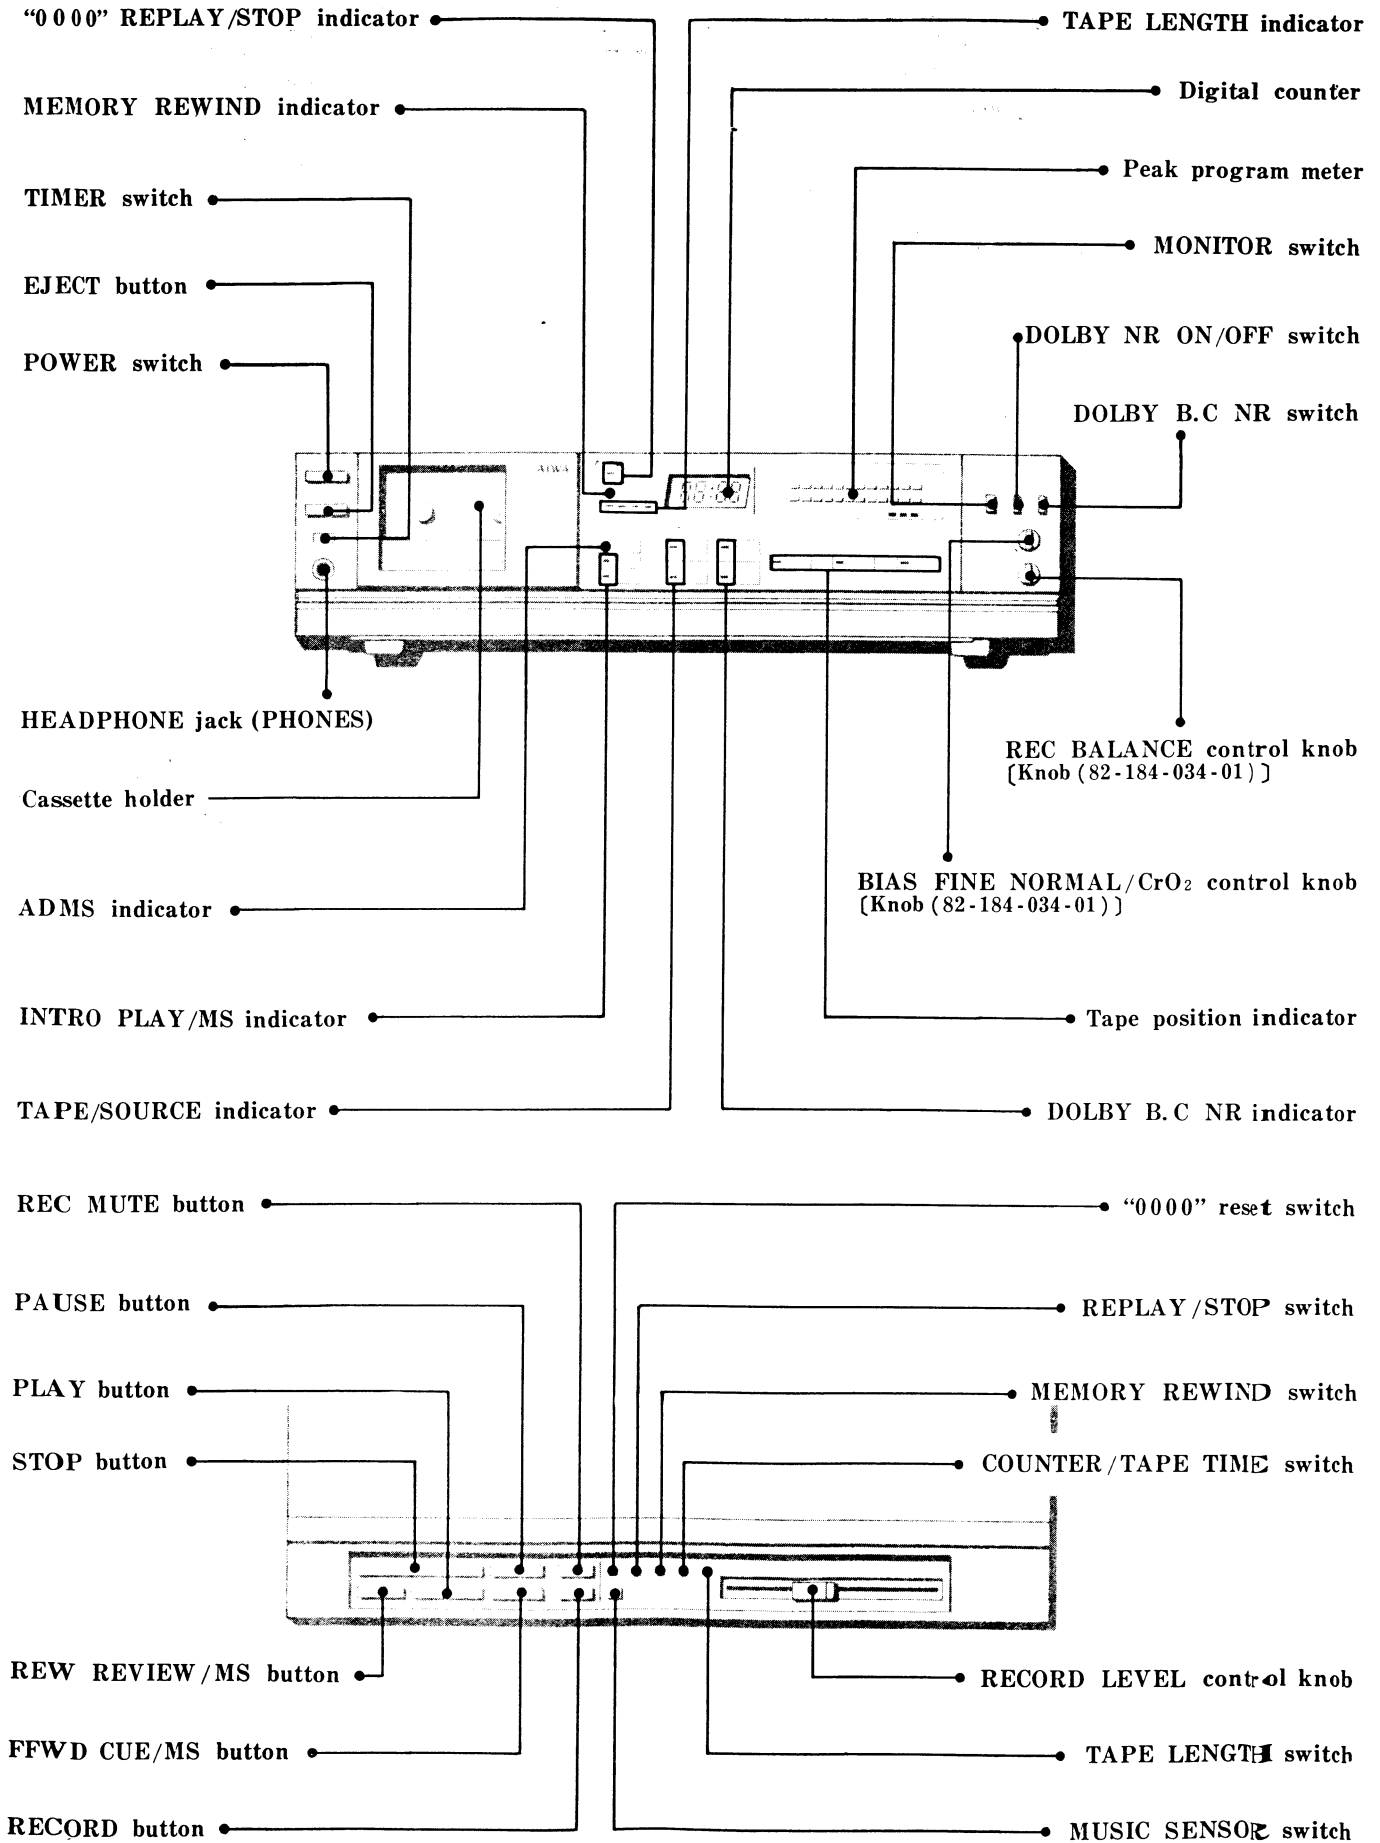 “0000” REPLAY/STOP indicator
TAPE LENGTH indicator
MEMORY REWIND indicator
Digital counter
Peak program meter
TIMER switch
MONITOR switch
EJECT button
DOLBY NR ON/OFF switch
POWER switch
DOLBY B.C NR switch
AIWA
HEADPHONE jack (PHONES)
REC BALANCE control knob
[Knob (82-184-034-01)]
Cassette holder
BIAS FINE NORMAL/CrO₂ control knob
[Knob (82-184-034-01)]
ADMS indicator
INTRO PLAY/MS indicator
Tape position indicator
TAPE/SOURCE indicator
DOLBY B.C NR indicator
REC MUTE button
“0000” reset switch
PAUSE button
REPLAY/STOP switch
PLAY button
MEMORY REWIND switch
STOP button
COUNTER/TAPE TIME switch
REW REVIEW/MS button
RECORD LEVEL control knob
FFWD CUE/MS button
TAPE LENGTH switch
RECORD button
MUSIC SENSOR switch